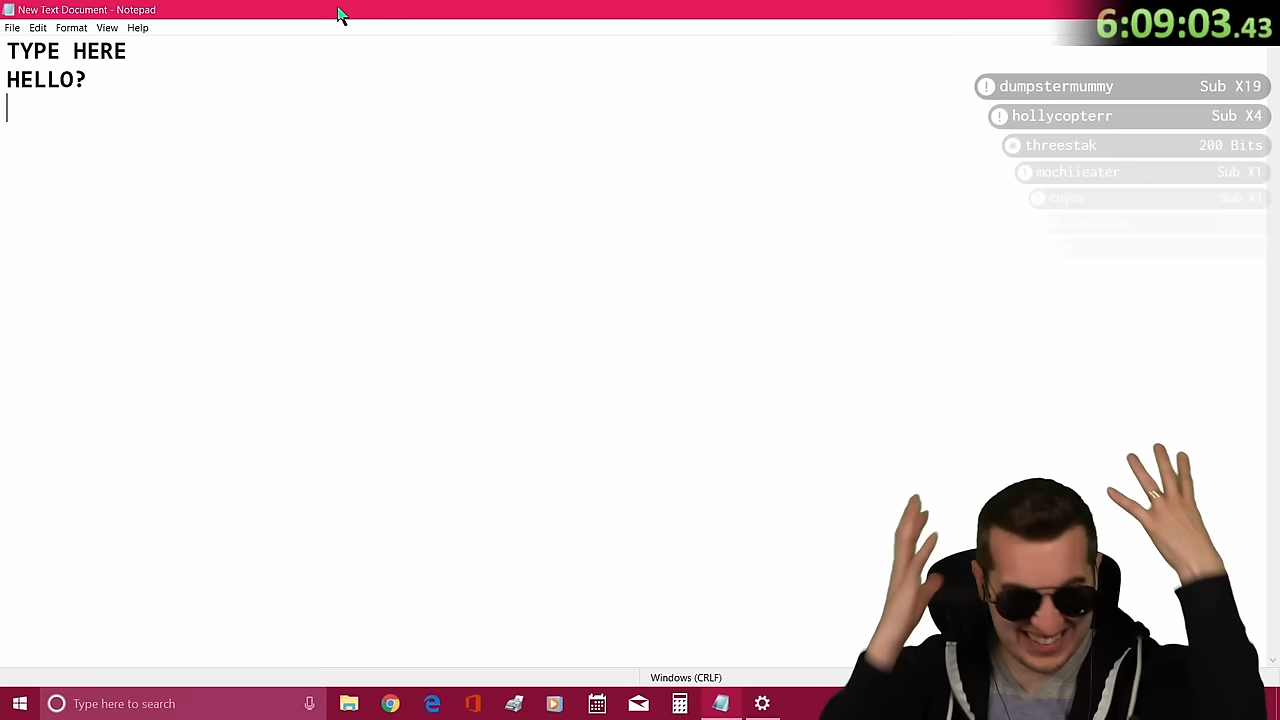 New Text Document - Notepad
File Edit Format View Help
6:09:03.43
TYPE HERE
HELLO?
dumpstermummy Sub X19
hollycopterr Sub X4
threestak 200 Bits
mochiieater Sub X1
Windows (CRLF)
Type here to search